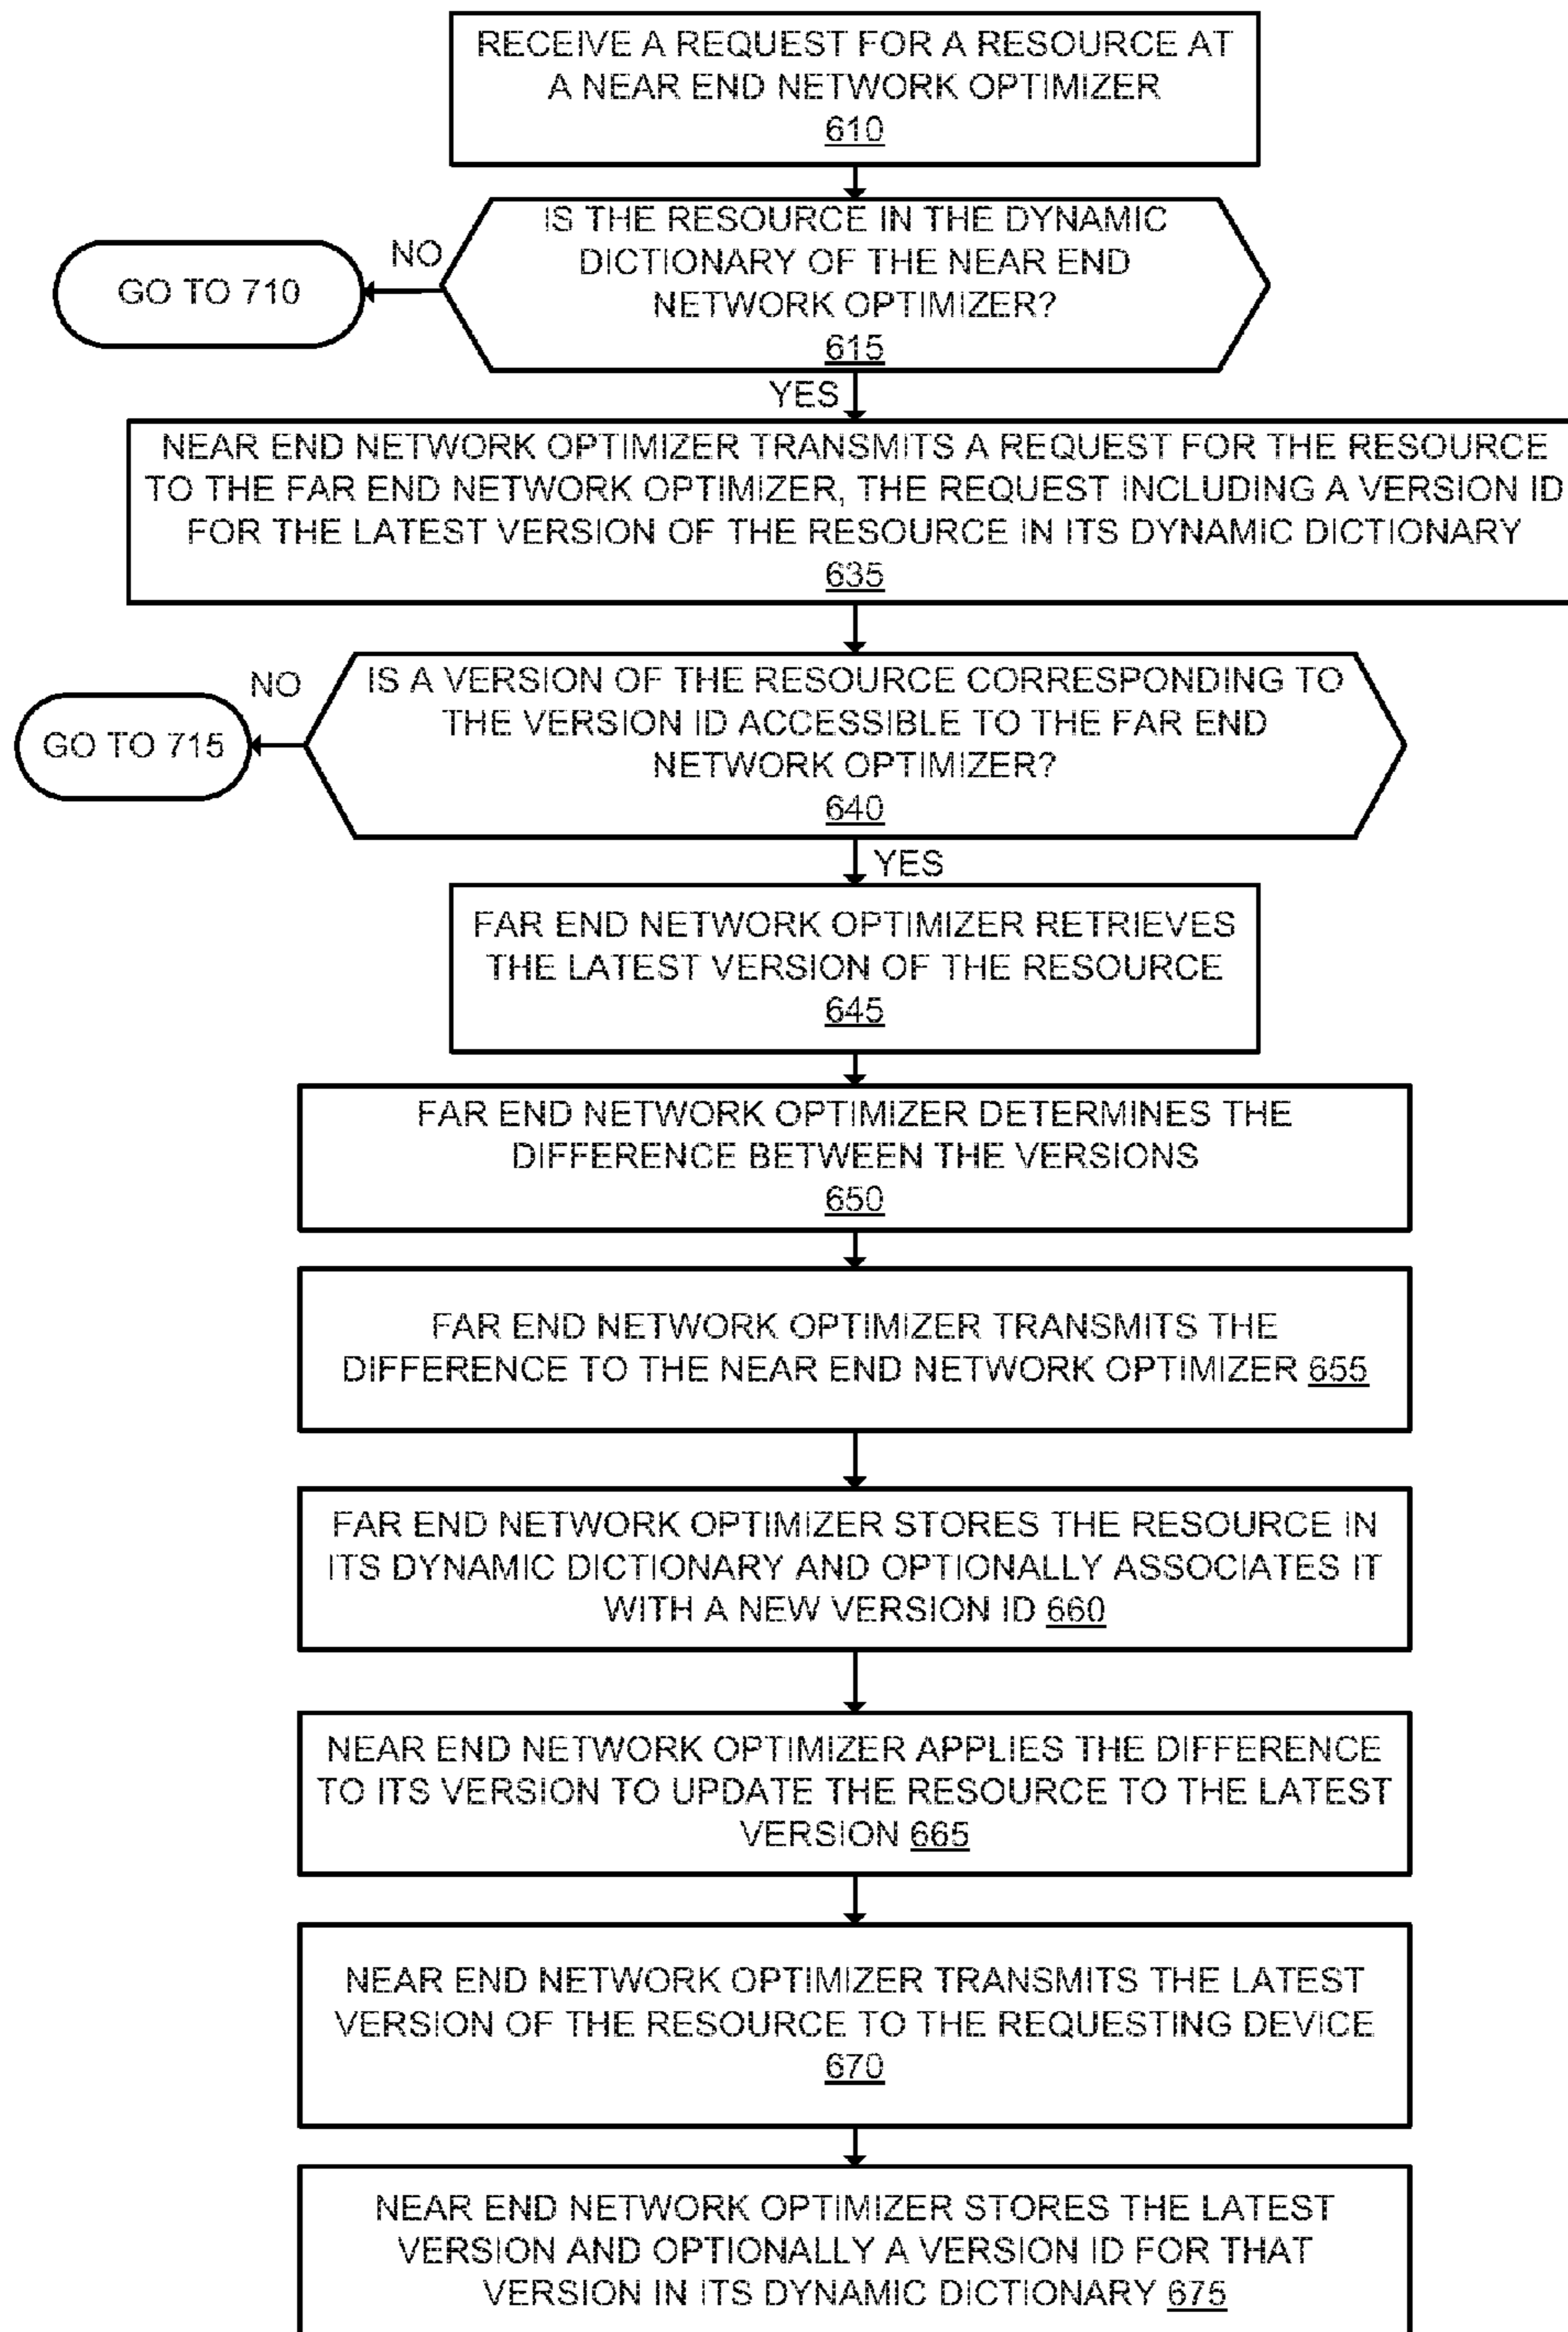 RECEIVE A REQUEST FOR A RESOURCE AT
A NEAR END NETWORK OPTIMIZER
610
IS THE RESOURCE IN THE DYNAMIC
DICTIONARY OF THE NEAR END
NETWORK OPTIMIZER?
615
NO
GO TO 710
YES
NEAR END NETWORK OPTIMIZER TRANSMITS A REQUEST FOR THE RESOURCE
TO THE FAR END NETWORK OPTIMIZER, THE REQUEST INCLUDING A VERSION ID
FOR THE LATEST VERSION OF THE RESOURCE IN ITS DYNAMIC DICTIONARY
635
IS A VERSION OF THE RESOURCE CORRESPONDING TO
THE VERSION ID ACCESSIBLE TO THE FAR END
NETWORK OPTIMIZER?
640
NO
GO TO 715
YES
FAR END NETWORK OPTIMIZER RETRIEVES
THE LATEST VERSION OF THE RESOURCE
645
FAR END NETWORK OPTIMIZER DETERMINES THE
DIFFERENCE BETWEEN THE VERSIONS
650
FAR END NETWORK OPTIMIZER TRANSMITS THE
DIFFERENCE TO THE NEAR END NETWORK OPTIMIZER 655
FAR END NETWORK OPTIMIZER STORES THE RESOURCE IN
ITS DYNAMIC DICTIONARY AND OPTIONALLY ASSOCIATES IT
WITH A NEW VERSION ID 660
NEAR END NETWORK OPTIMIZER APPLIES THE DIFFERENCE
TO ITS VERSION TO UPDATE THE RESOURCE TO THE LATEST
VERSION 665
NEAR END NETWORK OPTIMIZER TRANSMITS THE LATEST
VERSION OF THE RESOURCE TO THE REQUESTING DEVICE
670
NEAR END NETWORK OPTIMIZER STORES THE LATEST
VERSION AND OPTIONALLY A VERSION ID FOR THAT
VERSION IN ITS DYNAMIC DICTIONARY 675